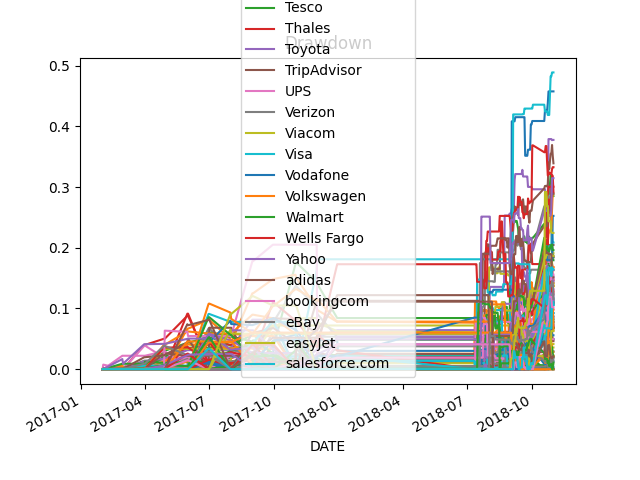 Tesco
Thales
Drawdown
Toyota
TripAdvisor
UPS
Verizon
Viacom
Visa
Vodafone
Volkswagen
Walmart
Wells Fargo
Yahoo
adidas
bookingcom
eBay
easyJet
salesforce.com
0.5
0.4
0.3
0.2
0.1
0.0
2017-01
2017-04
2017-07
2017-10
2018-01
2018-04
2018-07
2018-10
DATE